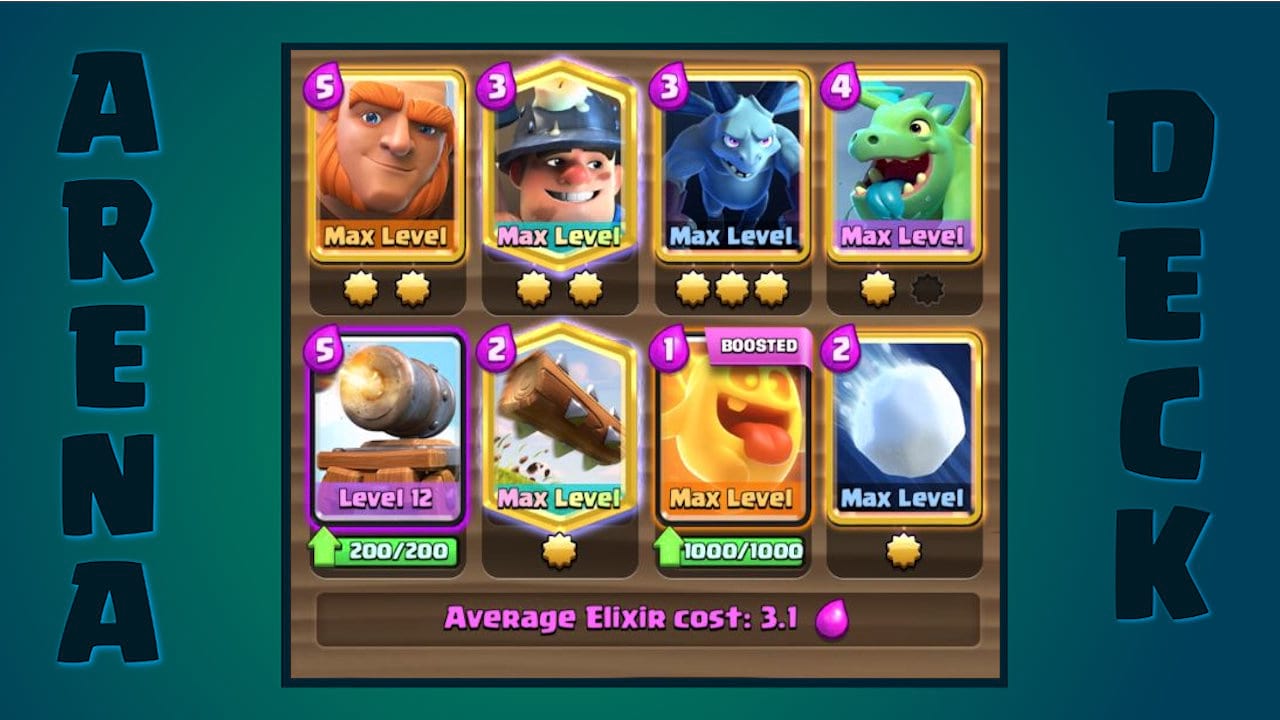 ARENA
5
3
3
4
Max Level
Max Level
Max Level
Max Level
5
2
1
BOOSTED
2
Level 12
Max Level
Max Level
Max Level
200/200
1000/1000
Average Elixir cost: 3.1
DECK